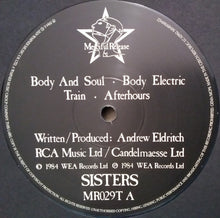 Merciful Release
Body And Soul · Body Electric
Train · Afterhours
Written / Produced : Andrew Eldritch
RCA Music Ltd / Candelmaesse Ltd
℗ 1984 WEA Records Ltd © 1984 WEA Records Ltd
SISTERS
MR029T A